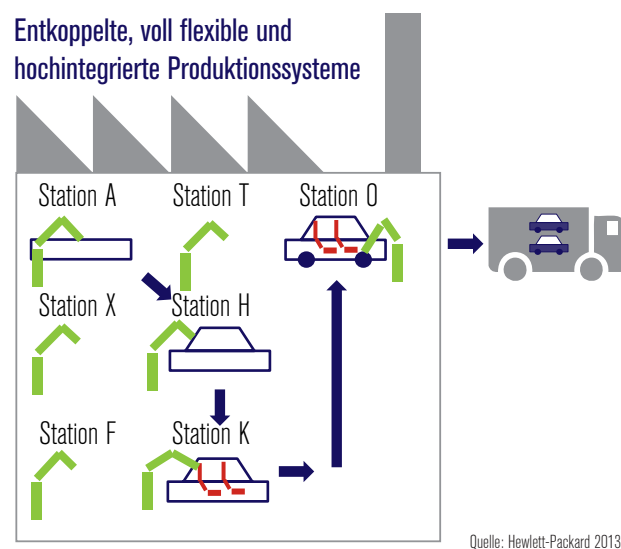 Entkoppelte, voll flexible und
hochintegrierte Produktionssysteme
Station A
Station T
Station O
Station X
Station H
Station F
Station K
Quelle: Hewlett-Packard 2013